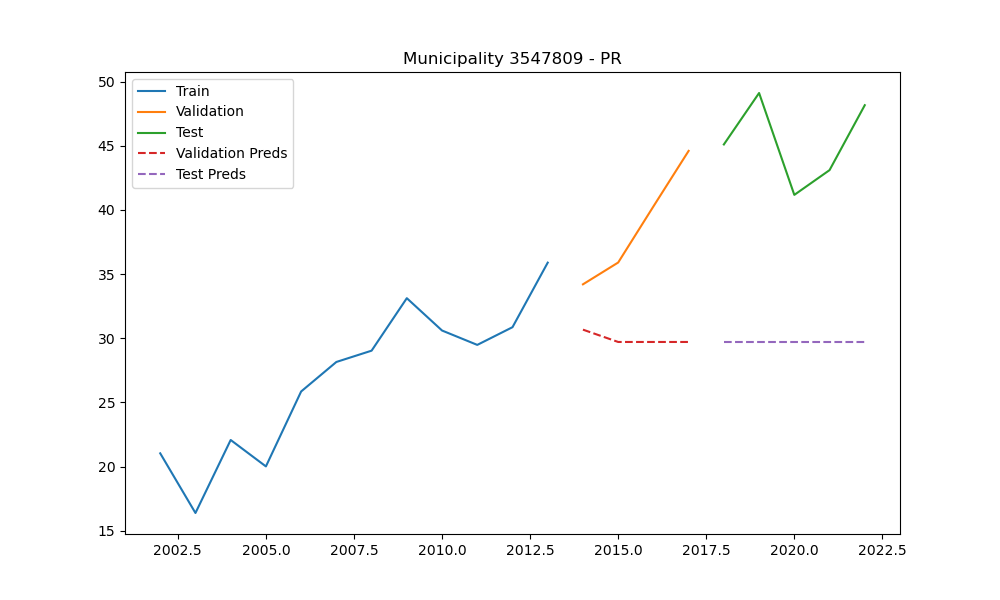 Municipality 3547809 - PR
Train
Validation
Test
Validation Preds
Test Preds
50
45
40
35
30
25
20
15
2002.5 2005.0 2007.5 2010.0 2012.5 2015.0 2017.5 2020.0 2022.5